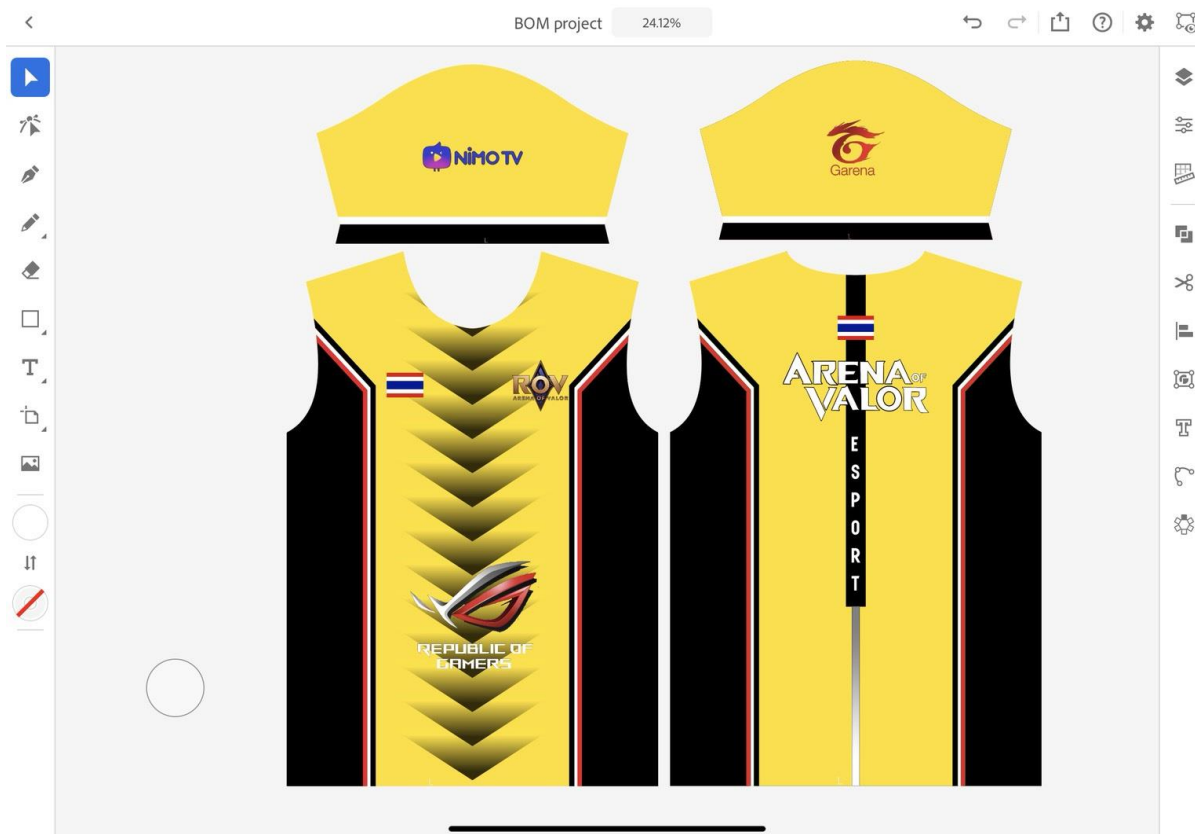 BOM project
24.12%
NiMO TV
Garena
ROV
ARENA OF VALOR
ARENA OF
VALOR
E
S
P
O
R
T
REPUBLIC OF
GAMERS
L
L
L
L
T
T